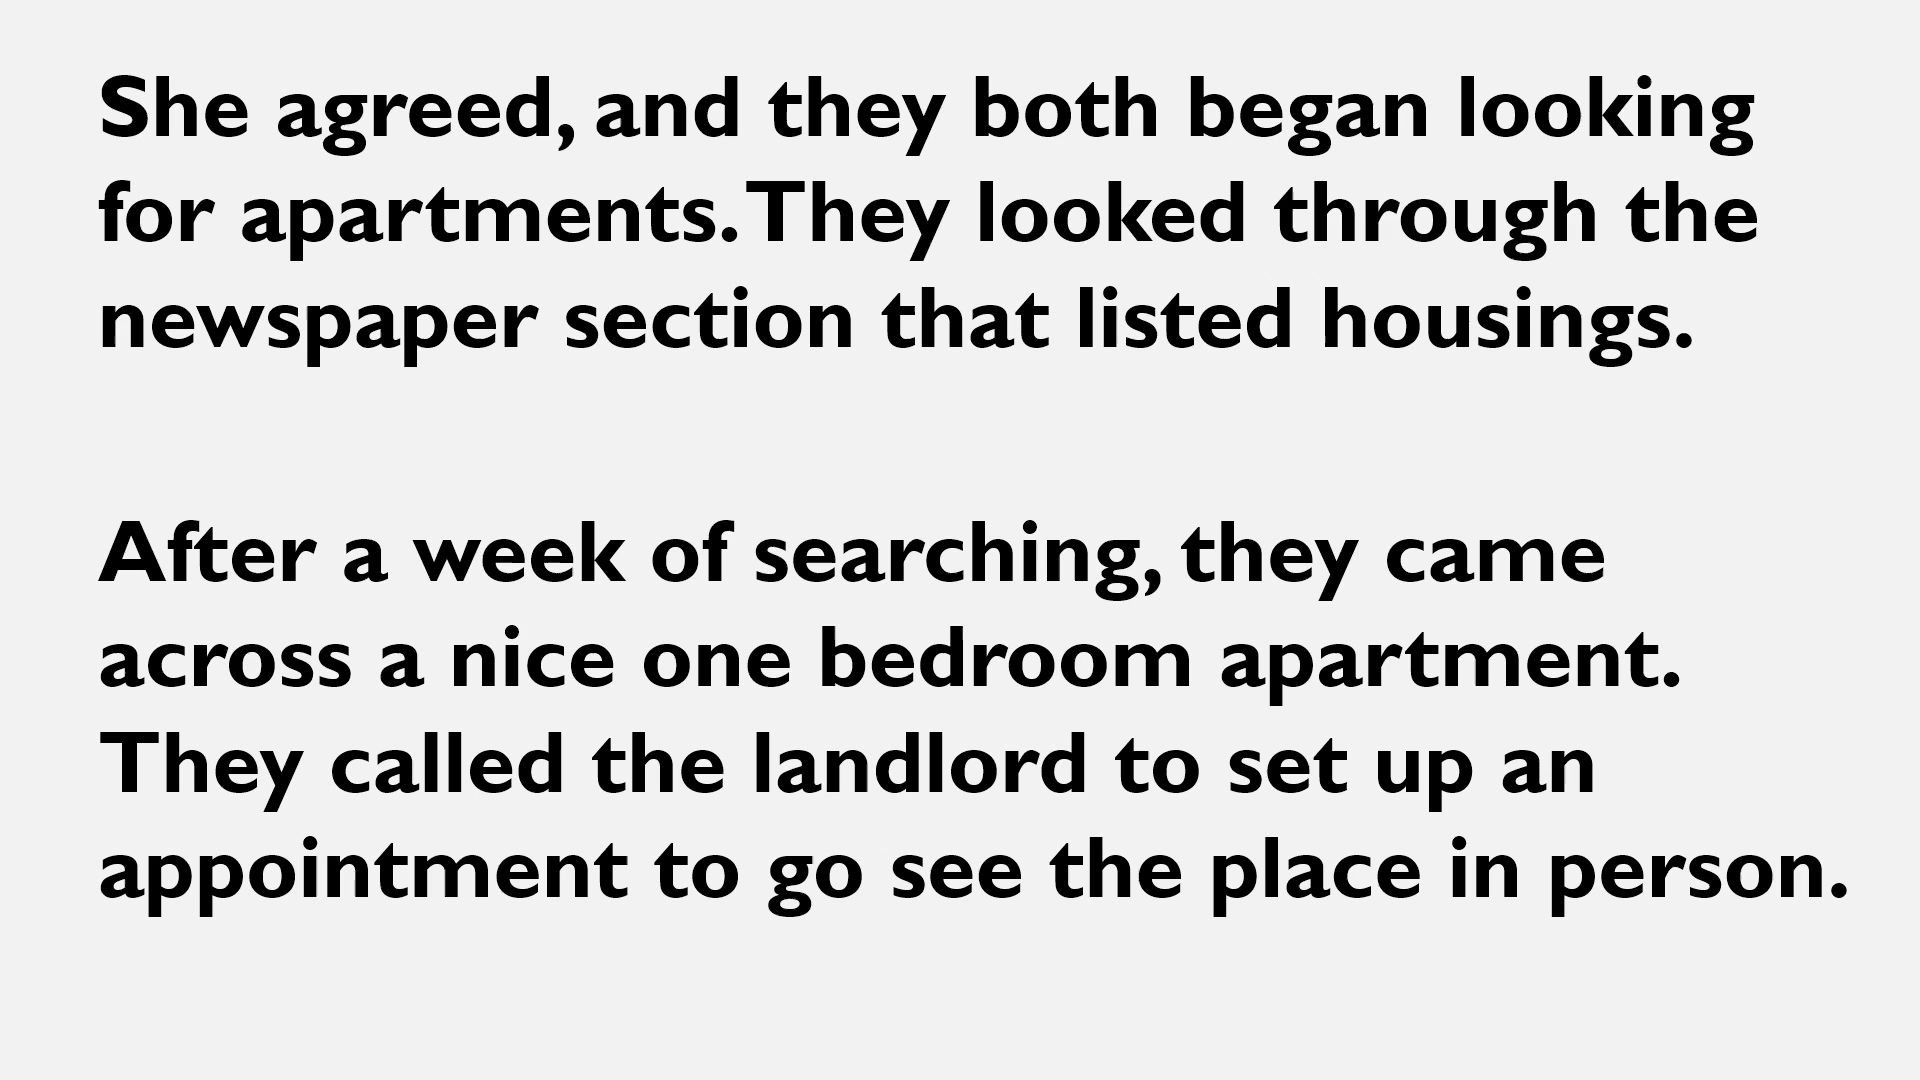 She agreed, and they both began looking
for apartments. They looked through the
newspaper section that listed housings.
After a week of searching, they came
across a nice one bedroom apartment.
They called the landlord to set up an
appointment to go see the place in person.